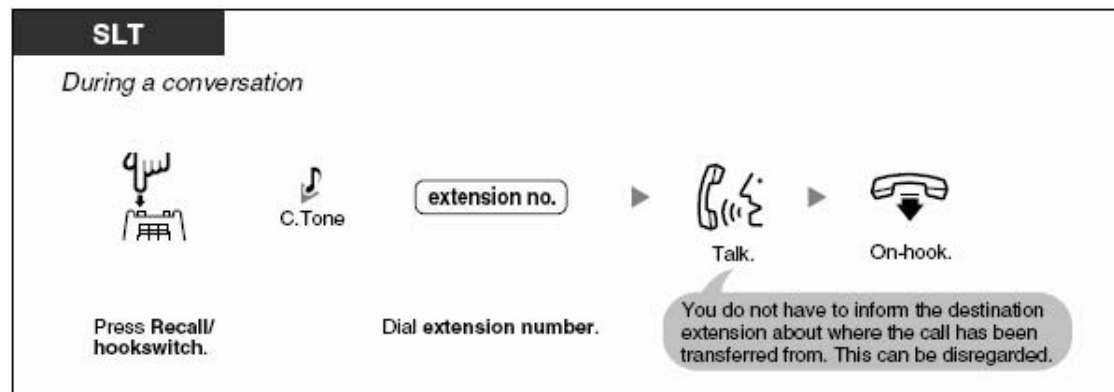 SLT
During a conversation
C.Tone
extension no.
Talk.
On-hook.
Press Recall/
hookswitch.
Dial extension number.
You do not have to inform the destination
extension about where the call has been
transferred from. This can be disregarded.